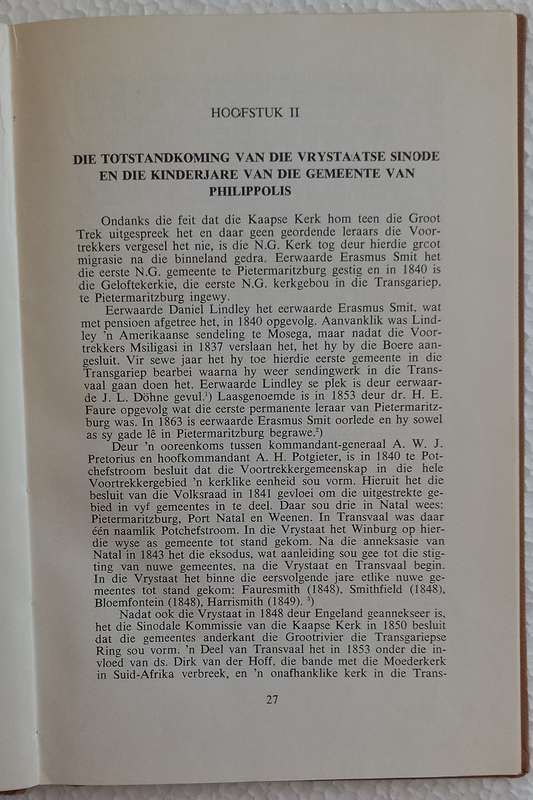 HOOFSTUK II
DIE TOTSTANDKOMING VAN DIE VRYSTAATSE SINODE
EN DIE KINDERJARE VAN DIE GEMEENTE VAN
PHILIPPOLIS
Ondanks die feit dat die Kaapse Kerk hom teen die Groot
Trek uitgespreek het en daar geen geordende leraars die Voor-
trekkers vergesel het nie, is die N.G. Kerk tog deur hierdie groot
migrasie na die binneland gedra. Eerwaarde Erasmus Smit het
die eerste N.G. gemeente te Pietermaritzburg gestig en in 1840 is
die Geloftekerkie, die eerste N.G. kerkgebou in die Transgariep,
te Pietermaritzburg ingewy.
Eerwaarde Daniel Lindley het eerwaarde Erasmus Smit, wat
met pensioen afgetree het, in 1840 opgevolg. Aanvanklik was Lind-
ley 'n Amerikaanse sendeling te Mosega, maar nadat die Voor-
trekkers Msiligasi in 1837 verslaan het, het hy by die Boere aan-
gesluit. Vir sewe jaar het hy toe hierdie eerste gemeente in die
Transgariep bearbei waarna hy weer sendingwerk in die Trans-
vaal gaan doen het. Eerwaarde Lindley se plek is deur eerwaar-
de J. L. Döhne gevul.¹) Laasgenoemde is in 1853 deur dr. H. E.
Faure opgevolg wat die eerste permanente leraar van Pietermaritz-
burg was. In 1863 is eerwaarde Erasmus Smit oorlede en hy sowel
as sy gade lê in Pietermaritzburg begrawe.²)
Deur 'n ooreenkoms tussen kommandant-generaal A. W. J.
Pretorius en hoofkommandant A. H. Potgieter, is in 1840 te Pot-
chefstroom besluit dat die Voortrekkergemeenskap in die hele
Voortrekkergebied 'n kerklike eenheid sou vorm. Hieruit het die
besluit van die Volksraad in 1841 gevloei om die uitgestrekte ge-
bied in vyf gemeentes in te deel. Daar sou drie in Natal wees:
Pietermaritzburg, Port Natal en Weenen. In Transvaal was daar
één naamlik Potchefstroom. In die Vrystaat het Winburg op hier-
die wyse as gemeente tot stand gekom. Na die anneksasie van
Natal in 1843 het die eksodus, wat aanleiding sou gee tot die stig-
ting van nuwe gemeentes, na die Vrystaat en Transvaal begin.
In die Vrystaat het binne die eersvolgende jare etlike nuwe ge-
meentes tot stand gekom: Fauresmith (1848), Smithfield (1848),
Bloemfontein (1848), Harrismith (1849). ³)
Nadat ook die Vrystaat in 1848 deur Engeland geannekseer is,
het die Sinodale Kommissie van die Kaapse Kerk in 1850 besluit
dat die gemeentes anderkant die Grootrivier die Transgariepse
Ring sou vorm. 'n Deel van Transvaal het in 1853 onder die in-
vloed van ds. Dirk van der Hoff, die bande met die Moederkerk
in Suid-Afrika verbreek, en 'n onafhanklike kerk in die Trans-
27